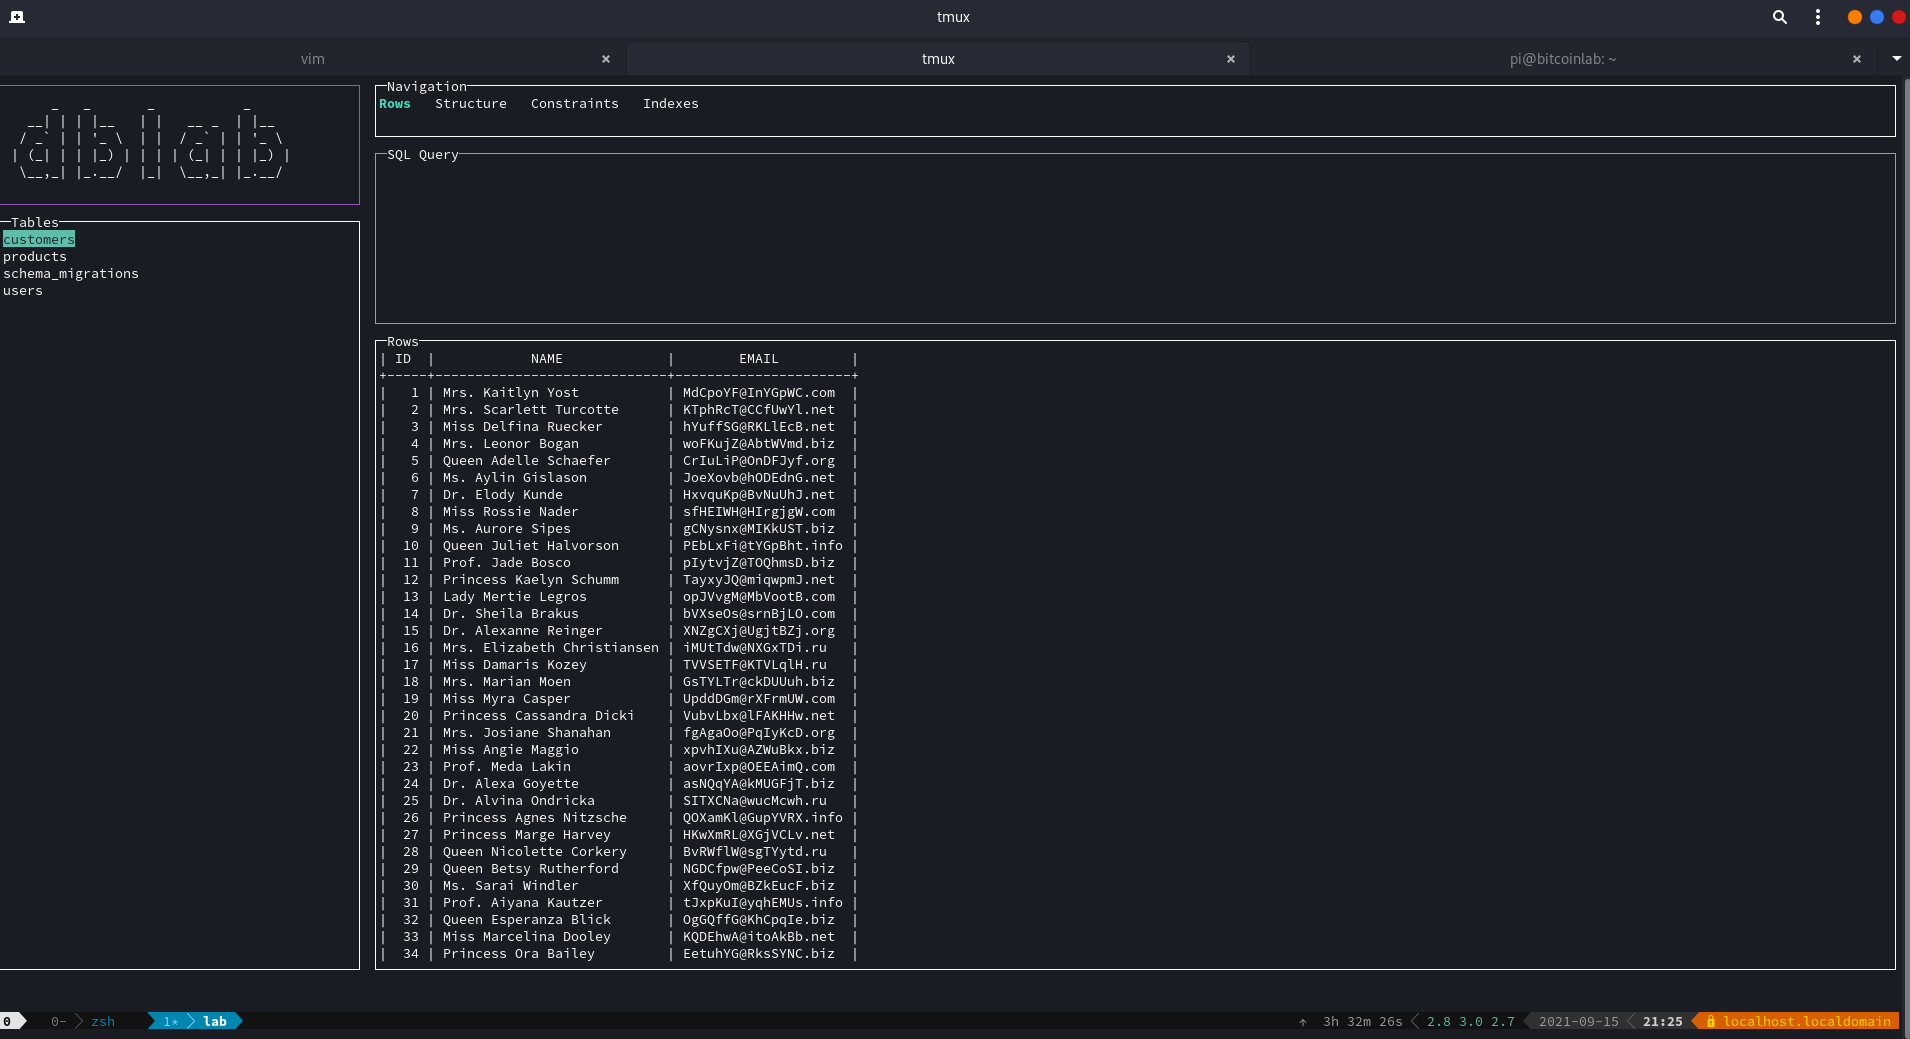 tmux
vim
tmux
pi@bitcoinlab: ~
dblab
Tables
customers
products
schema_migrations
users
Navigation
Rows Structure Constraints Indexes
SQL Query
Rows
| ID | NAME | EMAIL |
| 1 | Mrs. Kaitlyn Yost | MdCpoYF@InYGpWC.com |
| 2 | Mrs. Scarlett Turcotte | KTphRcT@CCfUwYl.net |
| 3 | Miss Delfina Ruecker | hYuffSG@RKLlEcB.net |
| 4 | Mrs. Leonor Bogan | woFKujZ@AbtWVmd.biz |
| 5 | Queen Adelle Schaefer | CrIuLiP@OnDFJyf.org |
| 6 | Ms. Aylin Gislason | JoeXovb@hODEdnG.net |
| 7 | Dr. Elody Kunde | HxvquKp@BvNuUhJ.net |
| 8 | Miss Rossie Nader | sfHEIWH@HIrgjgW.com |
| 9 | Ms. Aurore Sipes | gCNysnx@MIKkUST.biz |
| 10 | Queen Juliet Halvorson | PEbLxFi@tYGpBht.info |
| 11 | Prof. Jade Bosco | pIytvjZ@TOQhmsD.biz |
| 12 | Princess Kaelyn Schumm | TayxyJQ@miqwpmJ.net |
| 13 | Lady Mertie Legros | opJVvgM@MbVootB.com |
| 14 | Dr. Sheila Brakus | bVXseOs@srnBjLO.com |
| 15 | Dr. Alexanne Reinger | XNZgCXj@UgjtBZj.org |
| 16 | Mrs. Elizabeth Christiansen | iMUtTdw@NXGxTDi.ru |
| 17 | Miss Damaris Kozey | TVVSETF@KTVLqlH.ru |
| 18 | Mrs. Marian Moen | GsTYLTr@ckDUUuh.biz |
| 19 | Miss Myra Casper | UpddDGm@rXFrmUW.com |
| 20 | Princess Cassandra Dicki | VubvLbx@lFAKHHw.net |
| 21 | Mrs. Josiane Shanahan | fgAgaOo@PqIyKcD.org |
| 22 | Miss Angie Maggio | xpvhIXu@AZWuBkx.biz |
| 23 | Prof. Meda Lakin | aovrIxp@OEEAimQ.com |
| 24 | Dr. Alexa Goyette | asNQqYA@kMUGFjT.biz |
| 25 | Dr. Alvina Ondricka | SITXCNa@wucMcwh.ru |
| 26 | Princess Agnes Nitzsche | QOXamKl@GupYVRX.info |
| 27 | Princess Marge Harvey | HKwXmRL@XGjVCLv.net |
| 28 | Queen Nicolette Corkery | BvRWflW@sgTYytd.ru |
| 29 | Queen Betsy Rutherford | NGDCfpw@PeeCoSI.biz |
| 30 | Ms. Sarai Windler | XfQuyOm@BZkEucF.biz |
| 31 | Prof. Aiyana Kautzer | tJxpKuI@yqhEMUs.info |
| 32 | Queen Esperanza Blick | OgGQffG@KhCpqIe.biz |
| 33 | Miss Marcelina Dooley | KQDEhwA@itoAkBb.net |
| 34 | Princess Ora Bailey | EetuhYG@RksSYNC.biz |
0 0- zsh 1* lab ↑ 3h 32m 26s 2.8 3.0 2.7 2021-09-15 21:25 localhost.localdomain